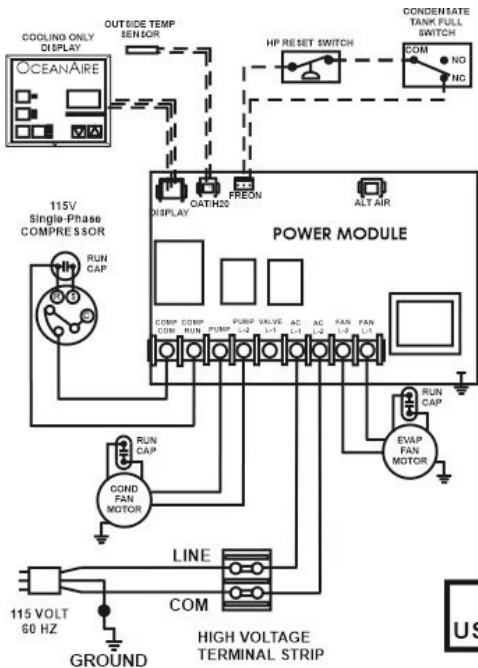 COOLING ONLY
DISPLAY
OCEANAIRE
OUTSIDE TEMP
SENSOR
HP RESET SWITCH
CONDENSATE
TANK FULL
SWITCH
COM
NO
NC
DISPLAY
OATIH20
FREON
ALT AIR
POWER MODULE
115V
Single-Phase
COMPRESSOR
RUN
CAP
R
S
C
COMP
COM
COMP
RUN
PUMP
PUMP
L-2
VALVE
L-1
AC
L-1
AC
L-2
FAN
L-2
FAN
L-1
RUN
CAP
COND
FAN
MOTOR
RUN
CAP
EVAP
FAN
MOTOR
LINE
COM
115 VOLT
60 HZ
GROUND
HIGH VOLTAGE
TERMINAL STRIP
US